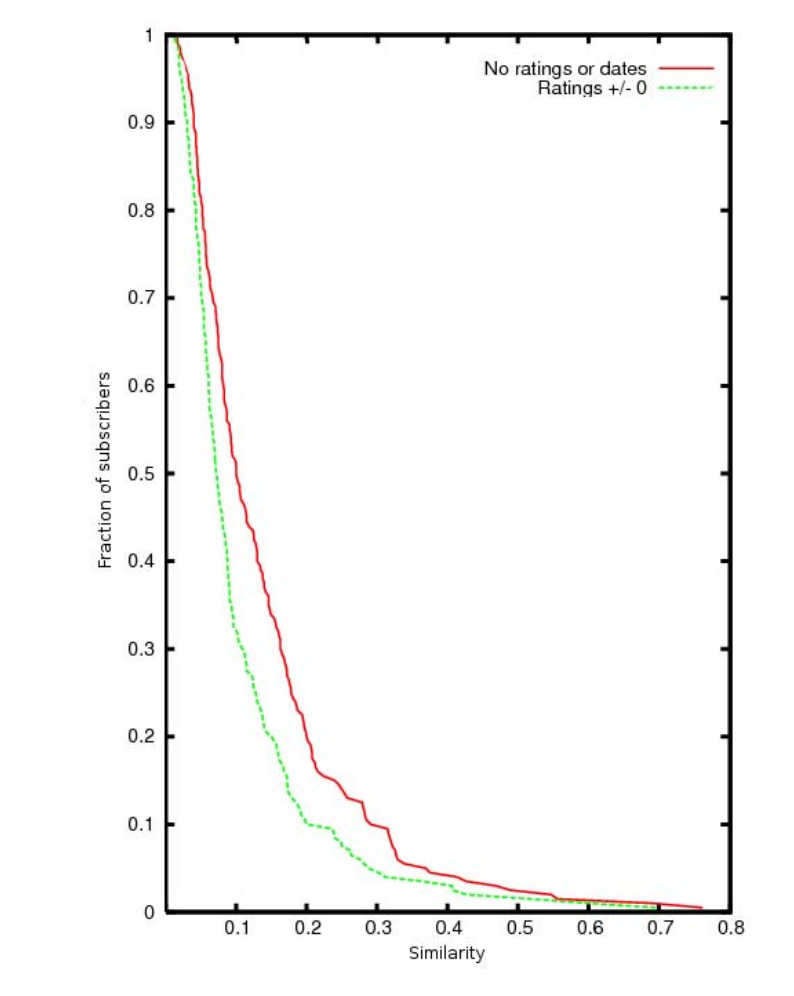 No ratings or dates
Ratings +/- 0
1
0.9
0.8
0.7
0.6
0.5
0.4
0.3
0.2
0.1
0
Fraction of subscribers
0.1 0.2 0.3 0.4 0.5 0.6 0.7 0.8
Similarity